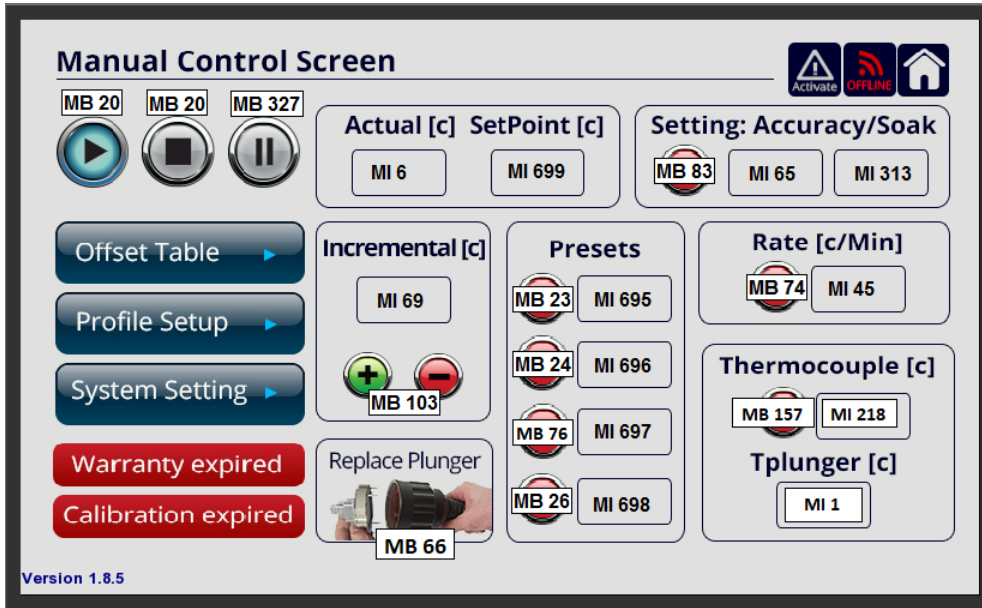 Manual Control Screen
Activate
OFFLINE
MB 20
MB 20
MB 327
Actual [c] SetPoint [c]
MI 6
MI 699
Setting: Accuracy/Soak
MB 83
MI 65
MI 313
Offset Table
Profile Setup
System Setting
Incremental [c]
MI 69
MB 103
Presets
MB 23
MI 695
MB 24
MI 696
MB 76
MI 697
MB 26
MI 698
Rate [c/Min]
MB 74
MI 45
Thermocouple [c]
MB 157
MI 218
Tplunger [c]
MI 1
Warranty expired
Calibration expired
Replace Plunger
MB 66
Version 1.8.5